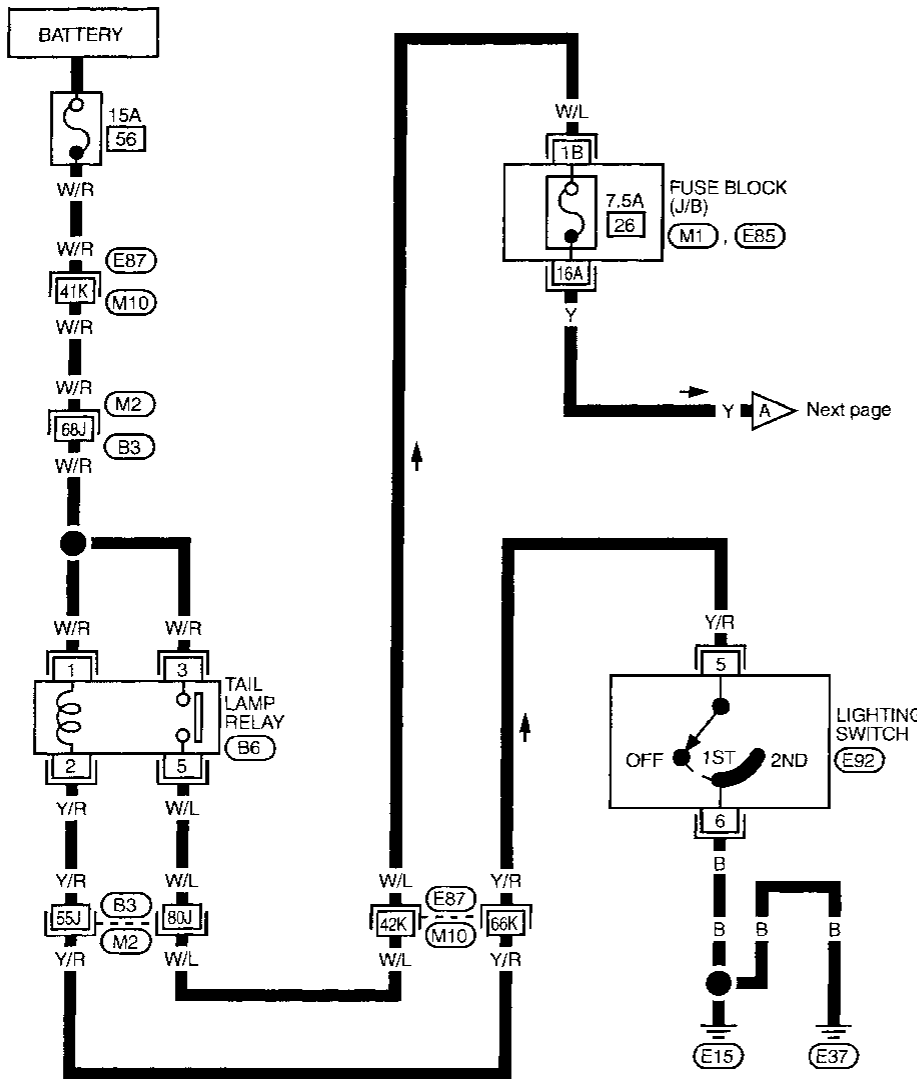 BATTERY
15A
56
W/R
W/R
E87
41K
M10
W/R
W/R
M2
68J
B3
W/R
W/R
W/R
1
3
TAIL
LAMP
RELAY
B6
2
5
Y/R
W/L
Y/R
W/L
55J
B3
M2
80J
Y/R
W/L
W/L
1B
7.5A
26
FUSE BLOCK
(J/B)
M1 , E85
16A
Y
Y
A
Next page
W/L
Y/R
42K
E87
M10
66K
W/L
Y/R
Y/R
5
LIGHTING
SWITCH
E92
OFF
1ST
2ND
6
B
B
B
B
E15
E37